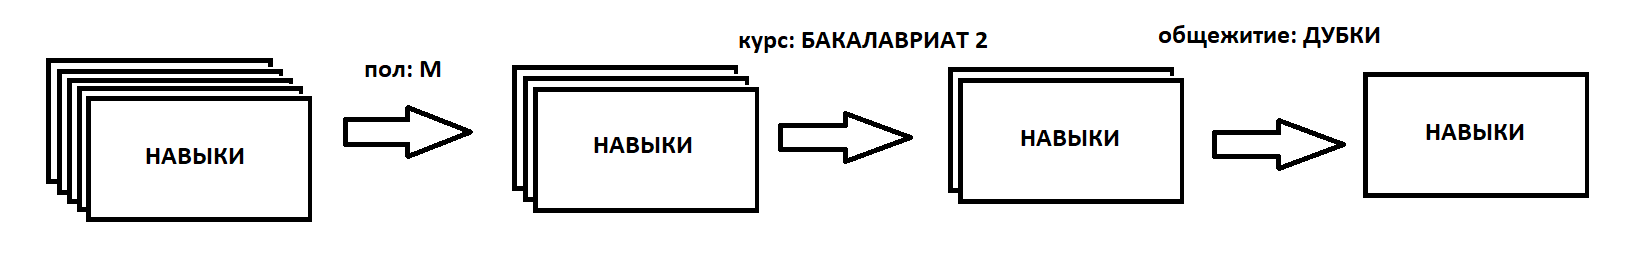 пол: М
курс: БАКАЛАВРИАТ 2
общежитие: ДУБКИ
НАВЫКИ
НАВЫКИ
НАВЫКИ
НАВЫКИ